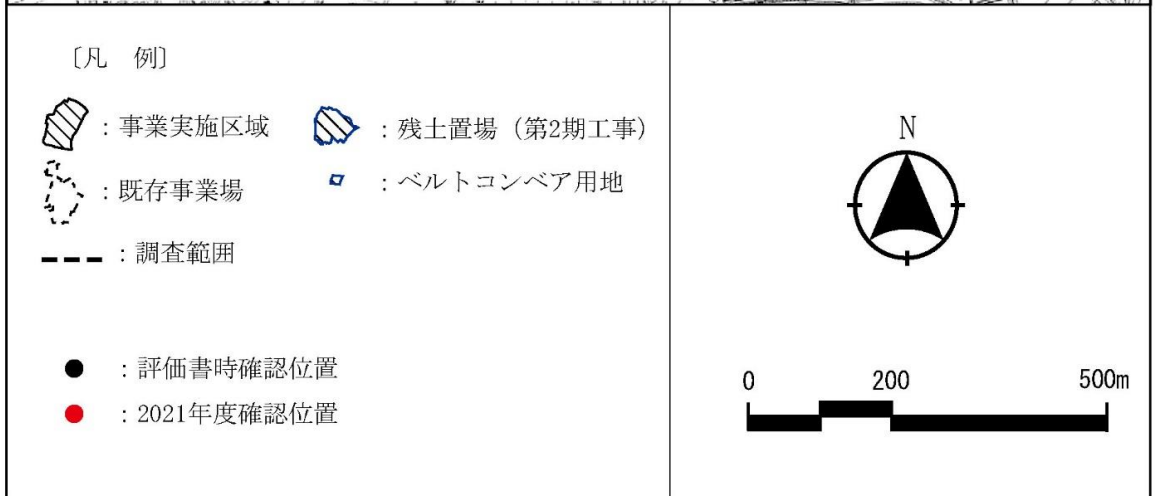 〔凡　例〕
：事業実施区域
：残土置場（第2期工事）
：既存事業場
：ベルトコンベア用地
：調査範囲
：評価書時確認位置
：2021年度確認位置
N
0 200 500m